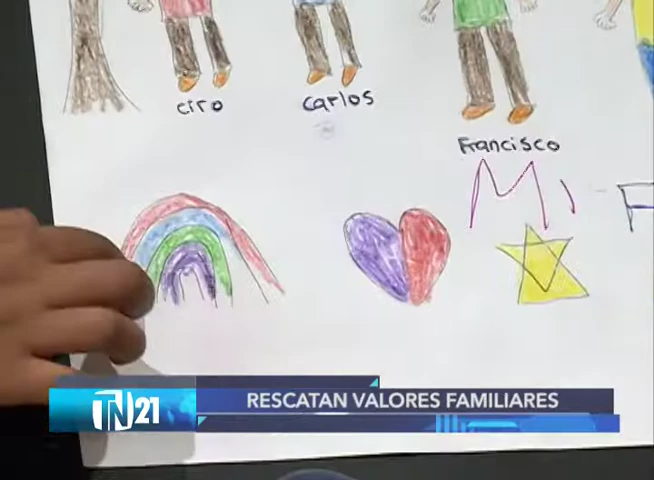 ciro
carlos
Francisco
Mi F
TN21
RESCATAN VALORES FAMILIARES